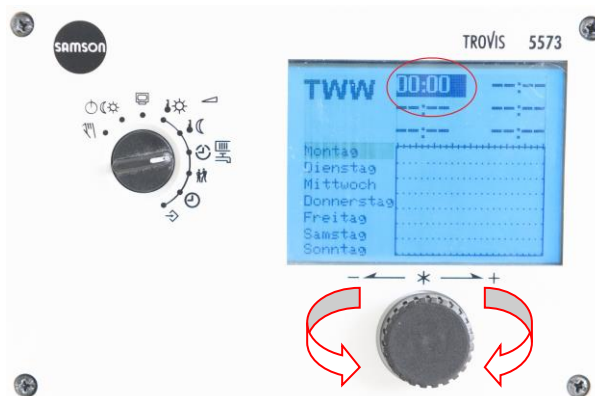 samson
TROVIS 5573
TWW 00:00 --:--
--:-- --:--
--:-- --:--
Montag
Dienstag
Mittwoch
Donnerstag
Freitag
Samstag
Sonntag
- * +